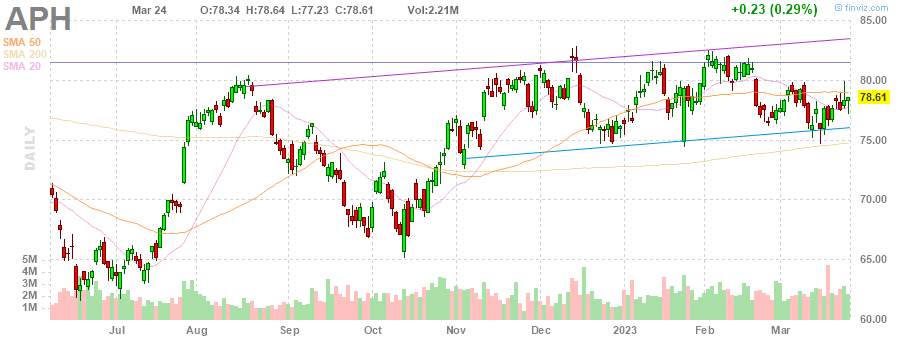 APH
Mar 24 O:78.34 H:78.64 L:77.23 C:78.61 Vol:2.21M
© finviz.com
+0.23 (0.29%)
SMA 50
SMA 200
SMA 20
DAILY
85.00
80.00
78.61
75.00
70.00
65.00
60.00
5M
4M
3M
2M
1M
Jul Aug Sep Oct Nov Dec 2023 Feb Mar